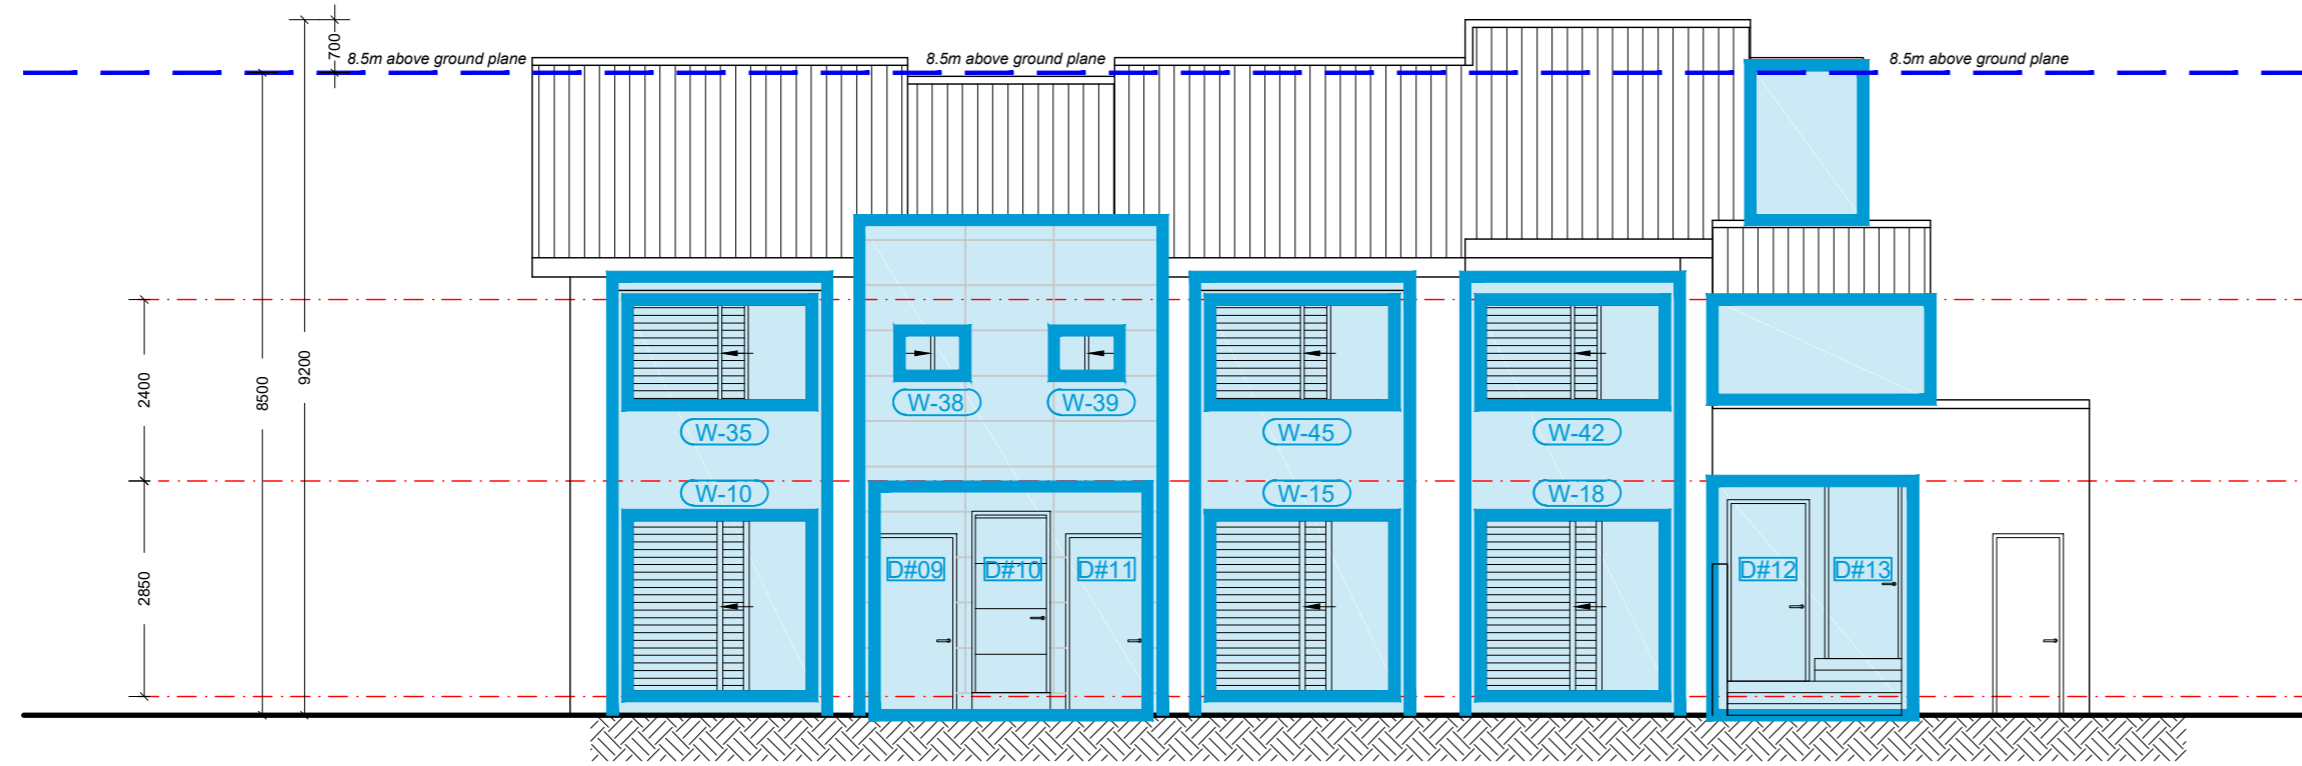 700
8.5m above ground plane
8.5m above ground plane
8.5m above ground plane
9200
8500
2400
2850
W-38
W-39
W-35
W-45
W-42
W-10
W-15
W-18
D#09
D#10
D#11
D#12
D#13